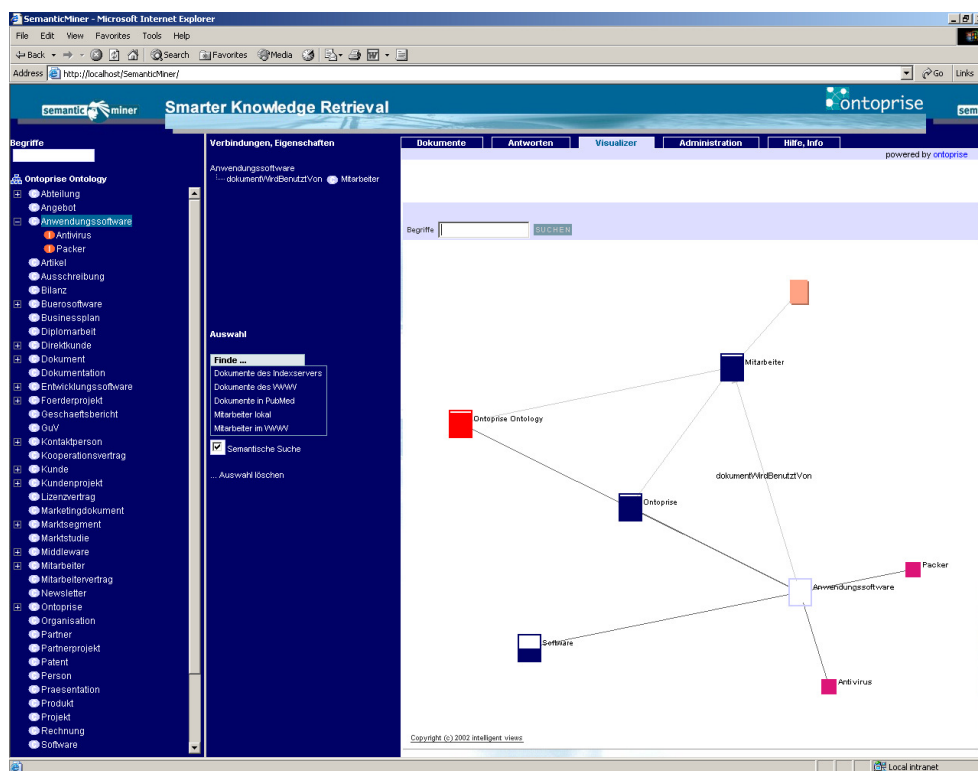 SemanticMiner - Microsoft Internet Explorer
File Edit View Favorites Tools Help
Back Search Favorites Media
Address http://localhost/SemanticMiner/ Go Links
semantic miner Smarter Knowledge Retrieval ontoprise sem
Begriffe
Ontoprise Ontology
Abteilung
Angebot
Anwendungssoftware
Antivirus
Packer
Artikel
Ausschreibung
Bilanz
Buerosoftware
Businessplan
Diplomarbeit
Direktkunde
Dokument
Dokumentation
Entwicklungssoftware
Foerderprojekt
Geschaeftsbericht
GuV
Kontaktperson
Kooperationsvertrag
Kunde
Kundenprojekt
Lizenzvertrag
Marketingdokument
Marktsegment
Marktstudie
Middleware
Mitarbeiter
Mitarbeitervertrag
Newsletter
Ontoprise
Organisation
Partner
Partnerprojekt
Patent
Person
Praesentation
Produkt
Projekt
Rechnung
Software
Verbindungen, Eigenschaften
Anwendungssoftware
dokumentWirdBenutztVon Mitarbeiter
Auswahl
Finde ...
Dokumente des Indexservers
Dokumente des WWW
Dokumente in PubMed
Mitarbeiter lokal
Mitarbeiter im WWW
Semantische Suche
... Auswahl löschen
Dokumente Antworten Visualizer Administration Hilfe, Info
powered by ontoprise
Begriffe SUCHEN
Mitarbeiter
Ontoprise Ontology
dokumentWirdBenutztVon
Ontoprise
Packer
Anwendungssoftware
Software
Antivirus
Copyright (c) 2002 intelligent views
Local intranet